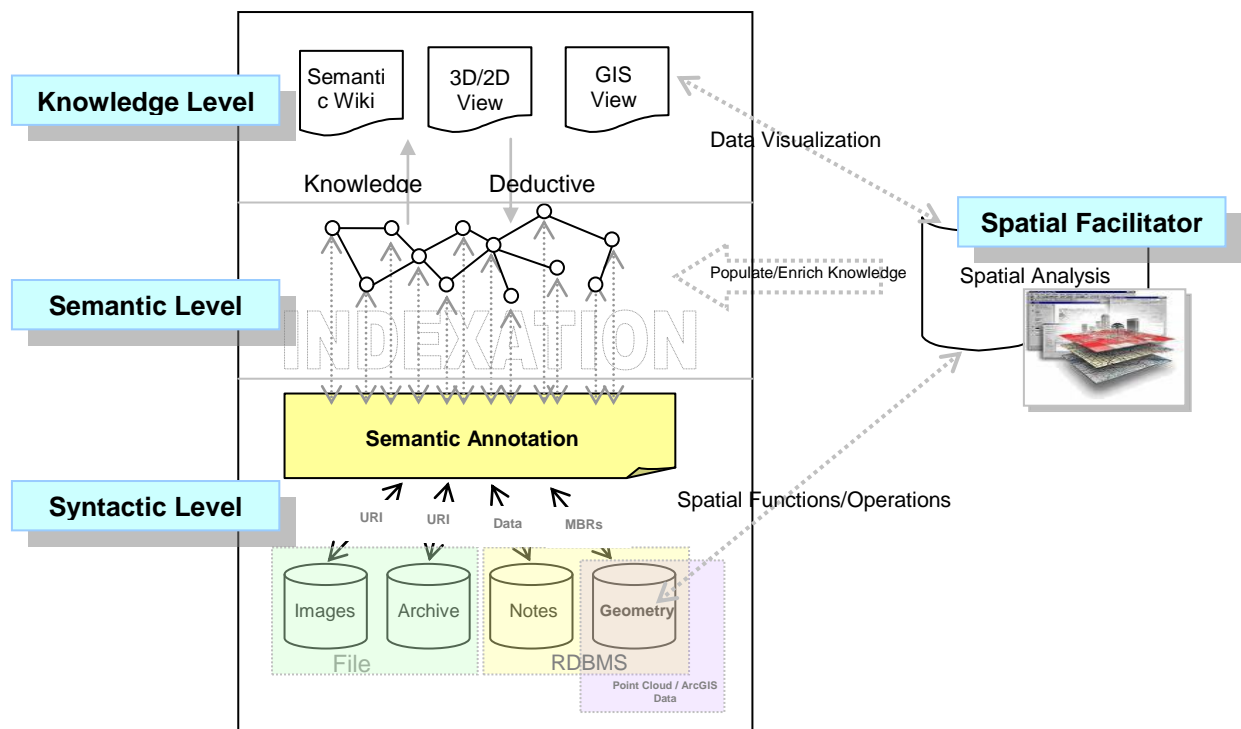 Semanti
c Wiki
3D/2D
View
GIS
View
Knowledge Level
Data Visualization
Knowledge
Deductive
Spatial Facilitator
Populate/Enrich Knowledge
Spatial Analysis
Semantic Level
INDEXATION
Semantic Annotation
Syntactic Level
Spatial Functions/Operations
URI
URI
Data
MBRs
Images
Archive
Notes
Geometry
File
RDBMS
Point Cloud / ArcGIS
Data